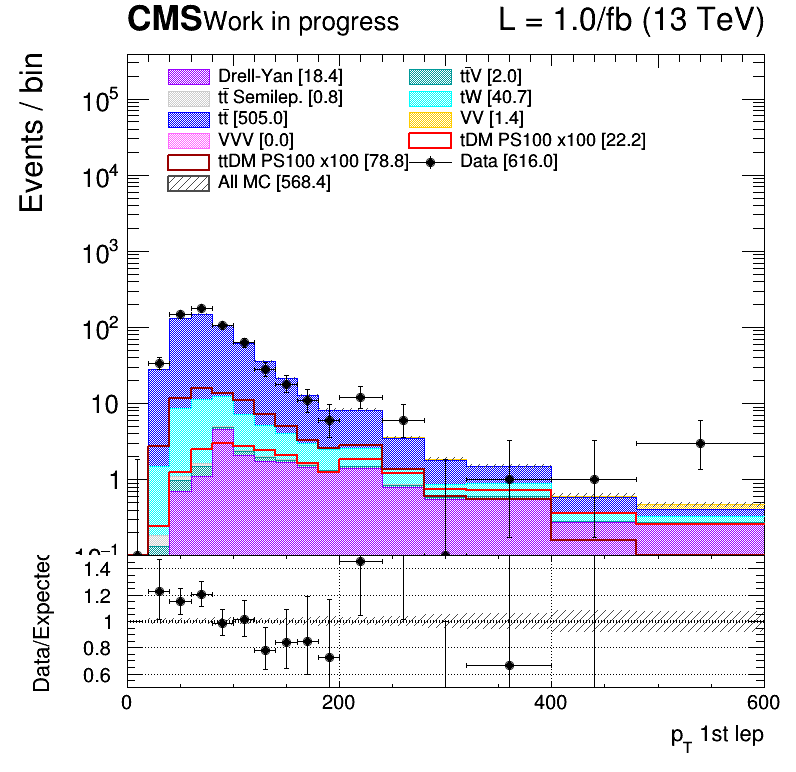 CMS Work in progress L = 1.0/fb (13 TeV)
Events / bin
Drell-Yan [18.4] tt̄V [2.0]
tt̄ Semilep. [0.8] tW [40.7]
tt̄ [505.0] VV [1.4]
VVV [0.0] tDM PS100 x100 [22.2]
ttDM PS100 x100 [78.8] Data [616.0]
All MC [568.4]
10⁵
10⁴
10³
10²
10
1
10⁻¹
Data/Expected
1.4
1.2
1
0.8
0.6
0 200 400 600
p_T 1st lep